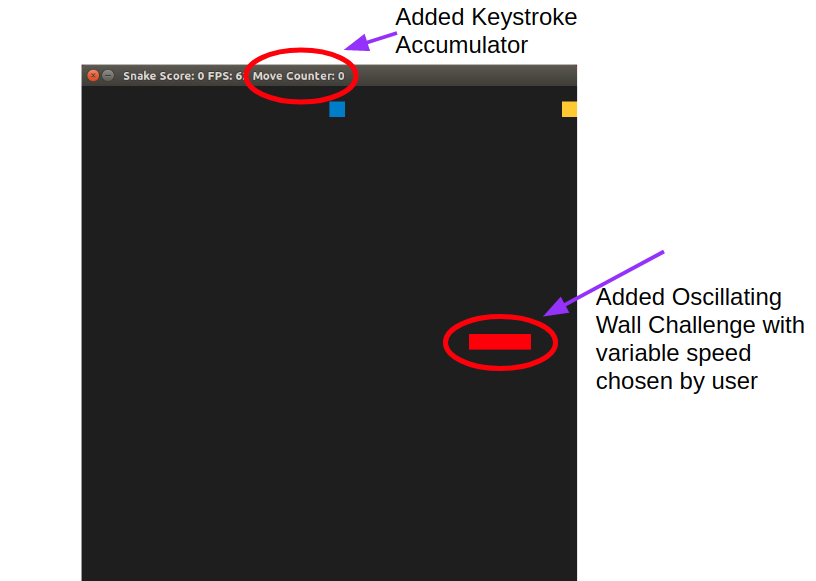 Added Keystroke
Accumulator
Snake Score: 0 FPS: 6 Move Counter: 0
Added Oscillating
Wall Challenge with
variable speed
chosen by user